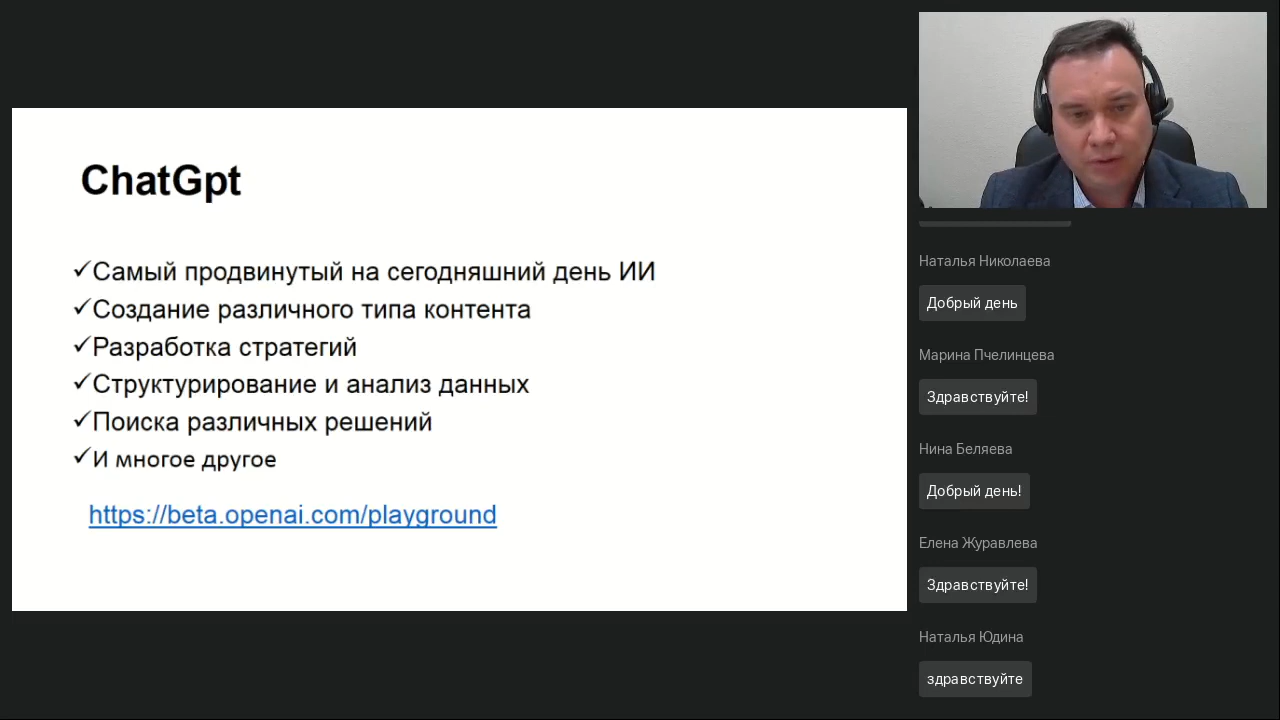 ChatGpt
✓Самый продвинутый на сегодняшний день ИИ
✓Создание различного типа контента
✓Разработка стратегий
✓Структурирование и анализ данных
✓Поиска различных решений
✓И многое другое
https://beta.openai.com/playground
Наталья Николаева
Добрый день
Марина Пчелинцева
Здравствуйте!
Нина Беляева
Добрый день!
Елена Журавлева
Здравствуйте!
Наталья Юдина
здравствуйте